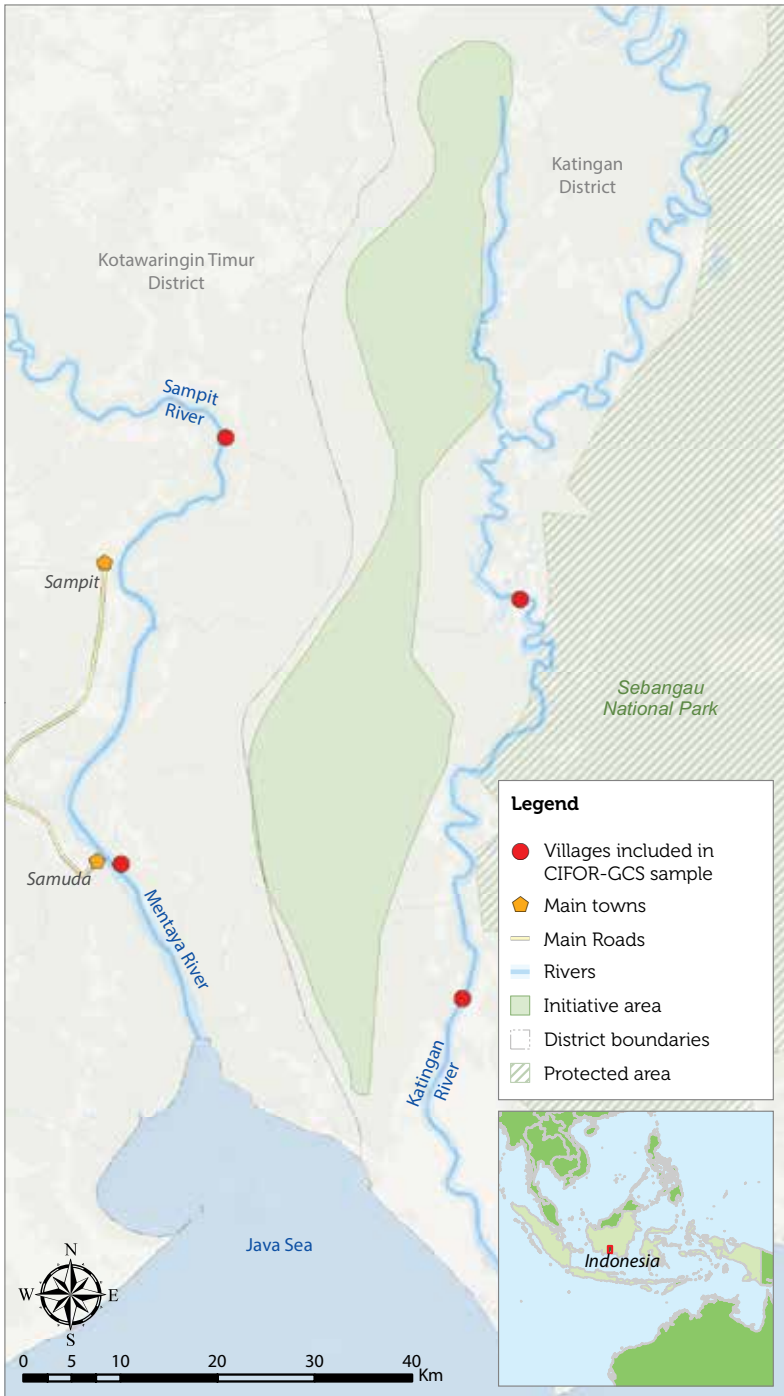 Katingan
District
Kotawaringin Timur
District
Sampit
River
Sampit
Sebangau
National Park
Samuda
Mentaya River
Katingan
River
Java Sea
Legend
Villages included in
CIFOR-GCS sample
Main towns
Main Roads
Rivers
Initiative area
District boundaries
Protected area
Indonesia
N
W
E
S
0 5 10 20 30 40
Km